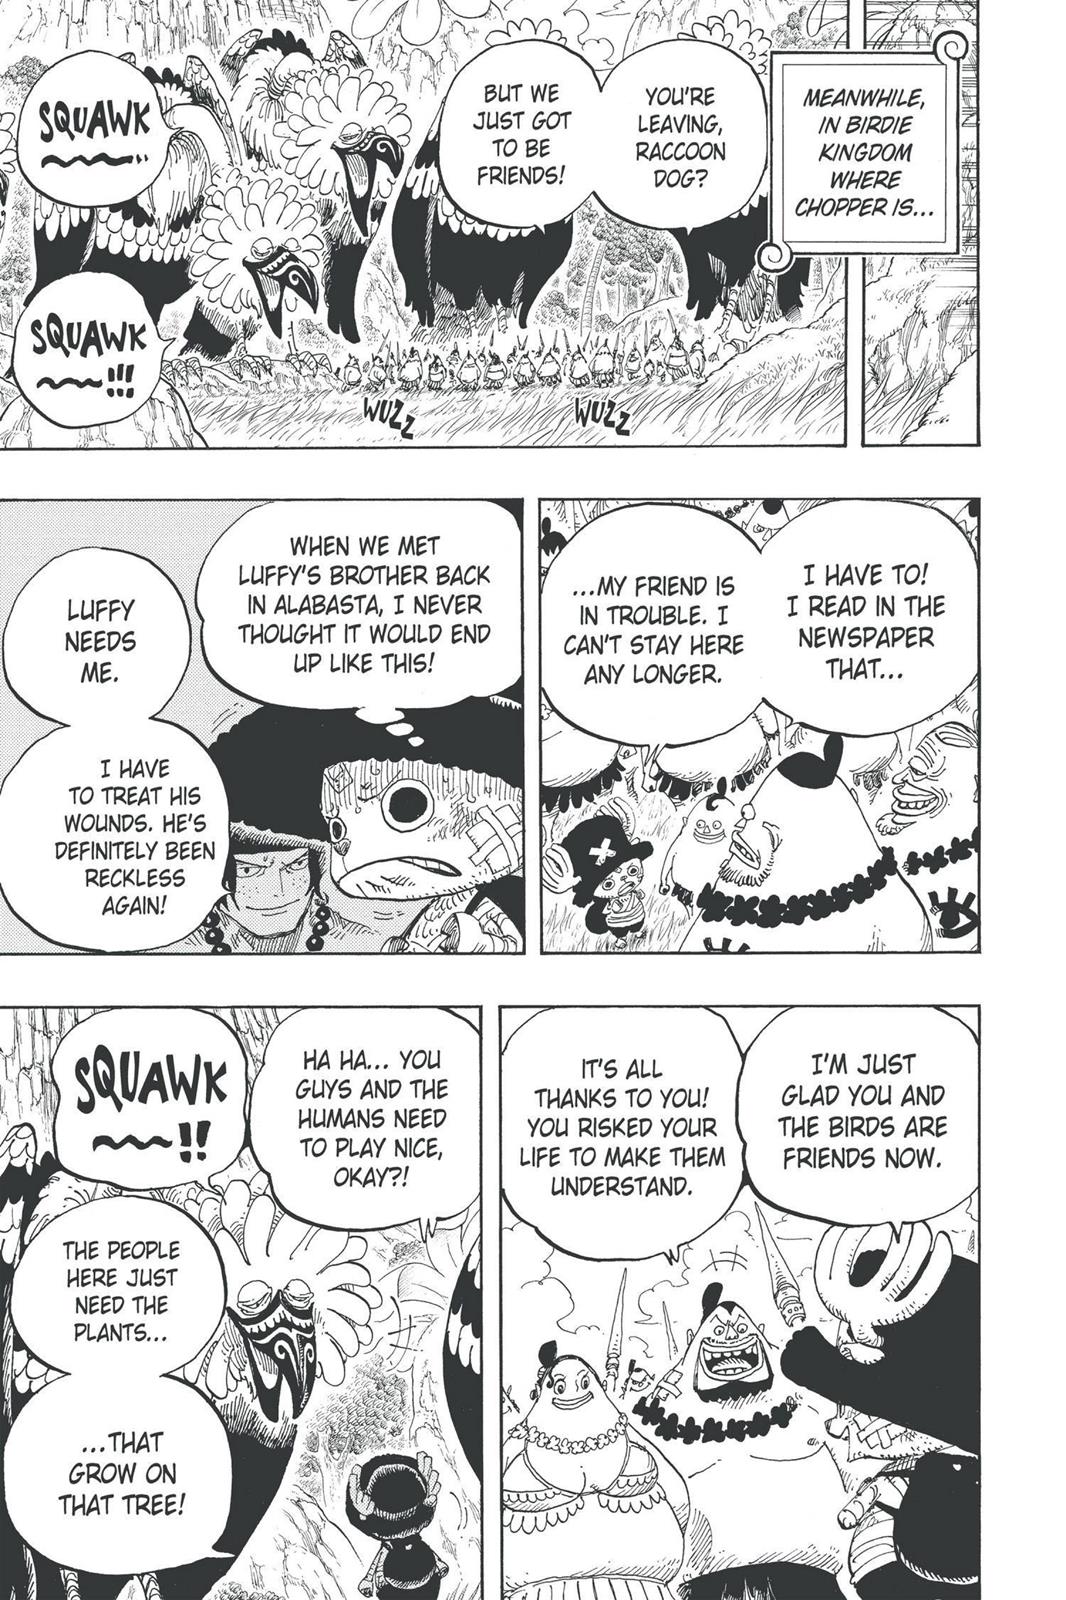 MEANWHILE,
IN BIRDIE
KINGDOM
WHERE
CHOPPER IS...
YOU'RE
LEAVING,
RACCOON
DOG?
BUT WE
JUST GOT
TO BE
FRIENDS!
SQUAWK
SQUAWK
!!!
WUZZ
WUZZ
I HAVE TO!
I READ IN THE
NEWSPAPER
THAT...
...MY FRIEND IS
IN TROUBLE. I
CAN'T STAY HERE
ANY LONGER.
WHEN WE MET
LUFFY'S BROTHER BACK
IN ALABASTA, I NEVER
THOUGHT IT WOULD END
UP LIKE THIS!
LUFFY
NEEDS
ME.
I HAVE
TO TREAT HIS
WOUNDS. HE'S
DEFINITELY BEEN
RECKLESS
AGAIN!
I'M JUST
GLAD YOU AND
THE BIRDS ARE
FRIENDS NOW.
IT'S ALL
THANKS TO YOU!
YOU RISKED YOUR
LIFE TO MAKE THEM
UNDERSTAND.
HA HA... YOU
GUYS AND THE
HUMANS NEED
TO PLAY NICE,
OKAY?!
SQUAWK
!!
THE PEOPLE
HERE JUST
NEED THE
PLANTS...
...THAT
GROW ON
THAT TREE!